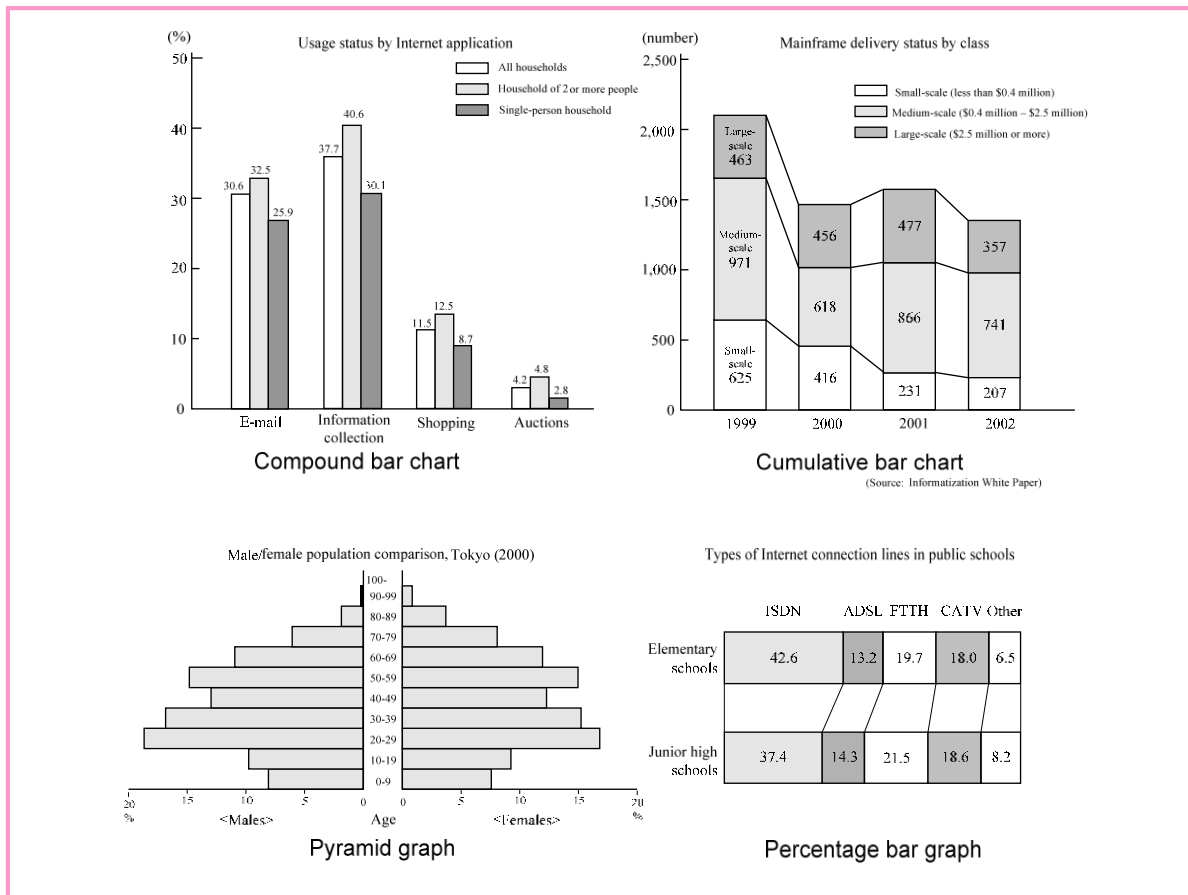 (%)
Usage status by Internet application
50
40
30
20
10
0
All households
Household of 2 or more people
Single-person household
30.6
32.5
25.9
37.7
40.6
30.1
11.5
12.5
8.7
4.2
4.8
2.8
E-mail
Information
collection
Shopping
Auctions
Compound bar chart
(number)
Mainframe delivery status by class
2,500
2,000
1,500
1,000
500
0
Small-scale (less than $0.4 million)
Medium-scale ($0.4 million – $2.5 million)
Large-scale ($2.5 million or more)
Large-
scale
463
Medium-
scale
971
Small-
scale
625
456
618
416
477
866
231
357
741
207
1999
2000
2001
2002
Cumulative bar chart
(Source: Informatization White Paper)
Male/female population comparison, Tokyo (2000)
100-
90-99
80-89
70-79
60-69
50-59
40-49
30-39
20-29
10-19
0-9
20 15 10 5 0 0 5 10 15 20
% <Males> Age <Females> %
Pyramid graph
Types of Internet connection lines in public schools
ISDN ADSL FTTH CATV Other
Elementary
schools
42.6 13.2 19.7 18.0 6.5
Junior high
schools
37.4 14.3 21.5 18.6 8.2
Percentage bar graph